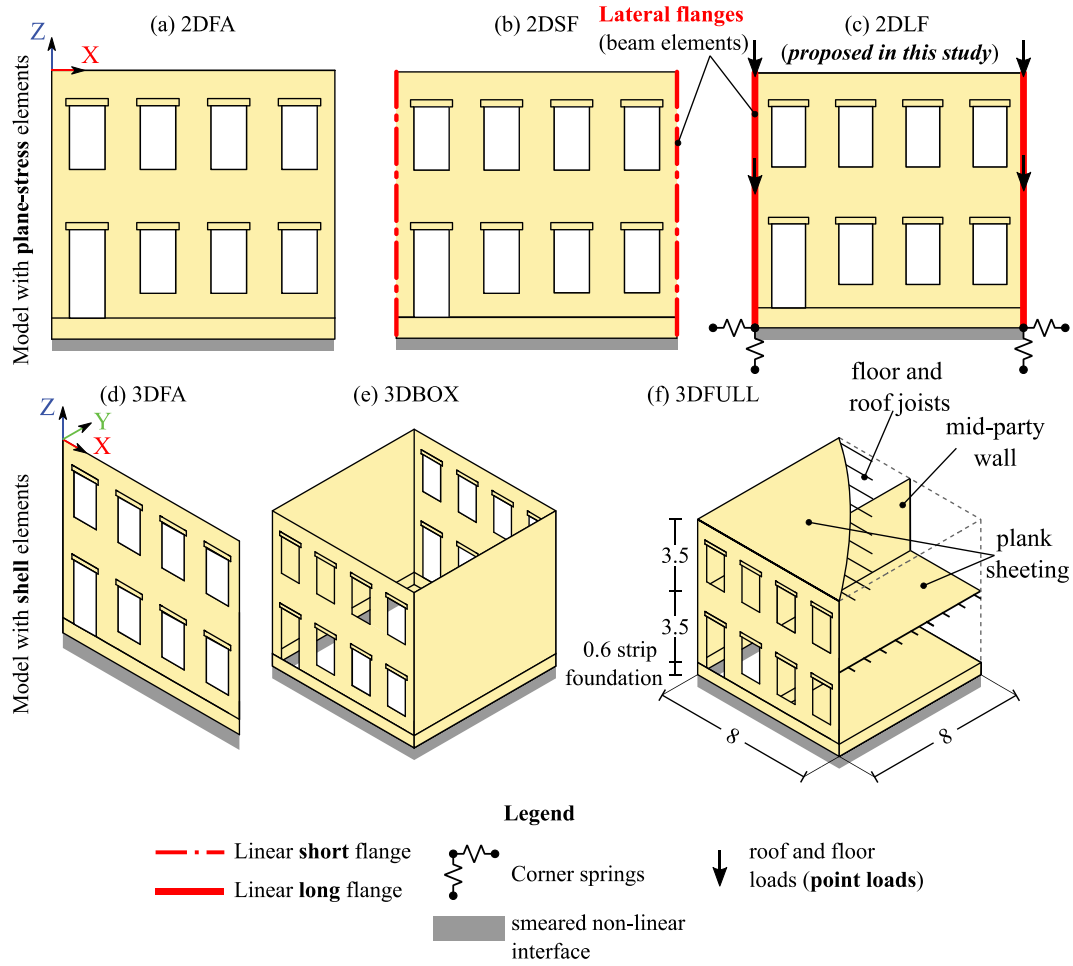 (a) 2DFA
(b) 2DSF
Lateral flanges
(beam elements)
(c) 2DLF
(proposed in this study)
Z
X
Model with plane-stress elements
(d) 3DFA
(e) 3DBOX
(f) 3DFULL
Z
Y
X
Model with shell elements
floor and
roof joists
mid-party
wall
plank
sheeting
3.5
3.5
0.6 strip
foundation
8
8
Legend
Linear short flange
Linear long flange
Corner springs
smeared non-linear
interface
roof and floor
loads (point loads)